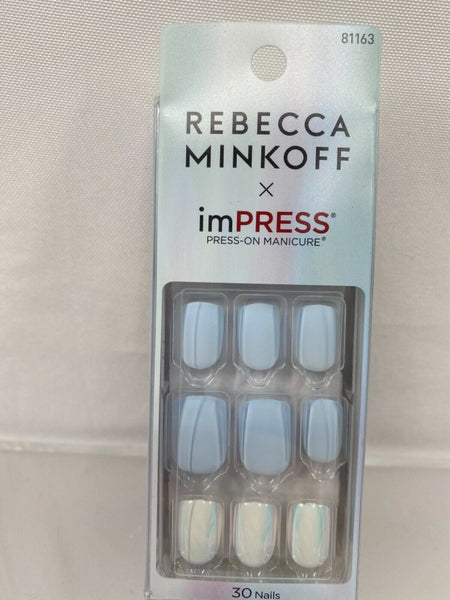 81163
REBECCA
MINKOFF
×
imPRESS®
PRESS-ON MANICURE®
30 Nails